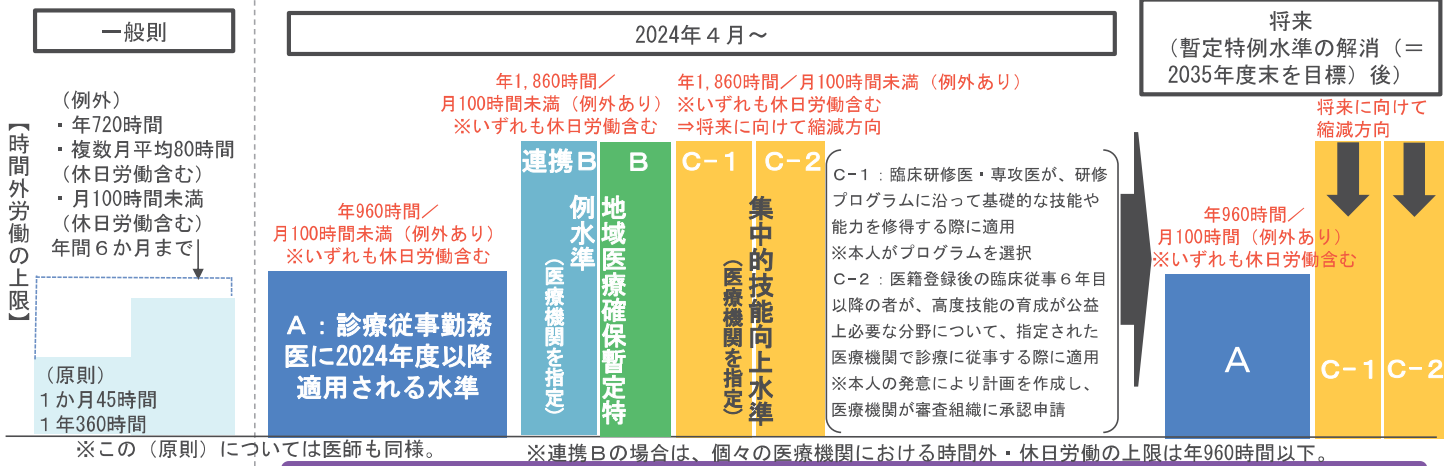 一般則
【時間外労働の上限】
（例外）
・年720時間
・複数月平均80時間
（休日労働含む）
・月100時間未満
（休日労働含む）
年間６か月まで
（原則）
１か月45時間
１年360時間
※この（原則）については医師も同様。
2024年４月～
年960時間／
月100時間未満（例外あり）
※いずれも休日労働含む
Ａ：診療従事勤務
医に2024年度以降
適用される水準
年1,860時間／
月100時間未満（例外あり）
※いずれも休日労働含む
連携Ｂ
Ｂ
地域医療確保暫定特
例水準
（医療機関を指定）
年1,860時間／月100時間未満（例外あり）
※いずれも休日労働含む
⇒将来に向けて縮減方向
Ｃ－１
Ｃ－２
集中的技能向上水準
（医療機関を指定）
Ｃ－１：臨床研修医・専攻医が、研修
プログラムに沿って基礎的な技能や
能力を修得する際に適用
※本人がプログラムを選択
Ｃ－２：医籍登録後の臨床従事６年目
以降の者が、高度技能の育成が公益
上必要な分野について、指定された
医療機関で診療に従事する際に適用
※本人の発意により計画を作成し、
医療機関が審査組織に承認申請
※連携Ｂの場合は、個々の医療機関における時間外・休日労働の上限は年960時間以下。
将来
（暫定特例水準の解消（＝
2035年度末を目標）後）
将来に向けて
縮減方向
年960時間／
月100時間（例外あり）
※いずれも休日労働含む
Ａ
Ｃ－１
Ｃ－２